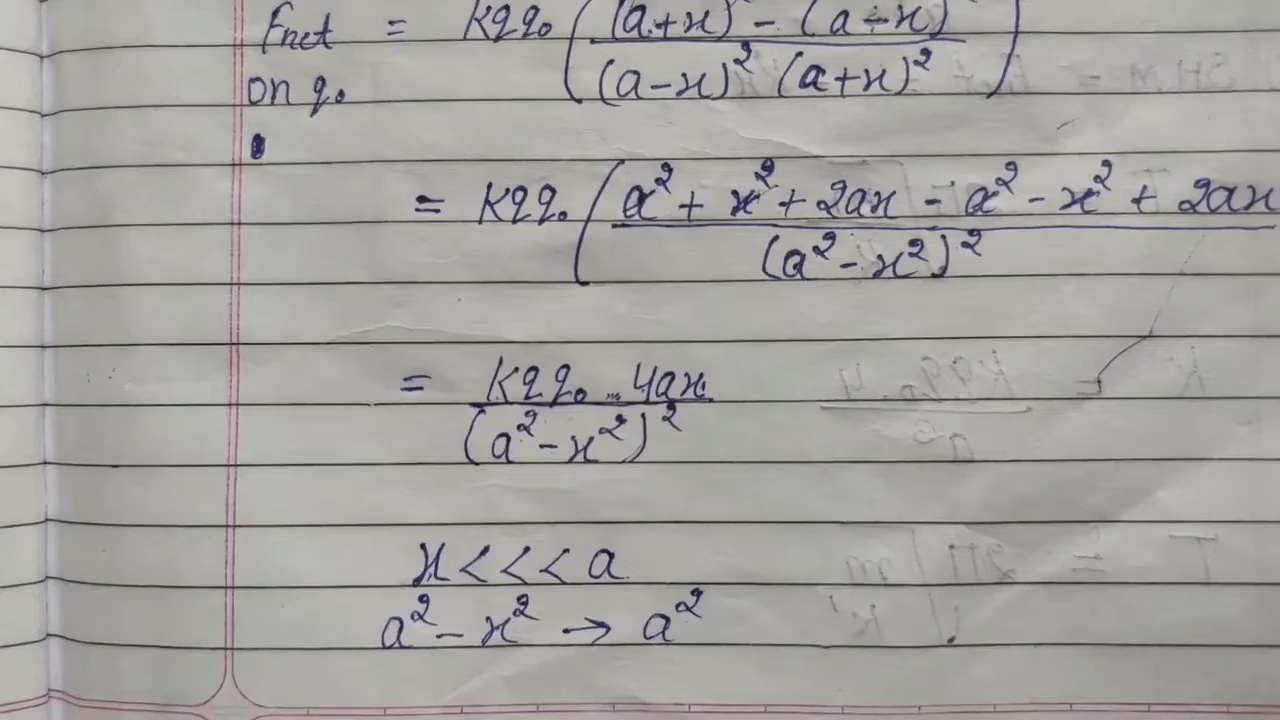 Fnet = Kqq₀ ((a+x)² - (a-x)² / (a-x)² (a+x)²)
on q₀
= Kqq₀ (a² + x² + 2ax - a² - x² + 2ax / (a² - x²)²
= Kqq₀ 4ax / (a² - x²)²
x <<< a
a² - x² → a²